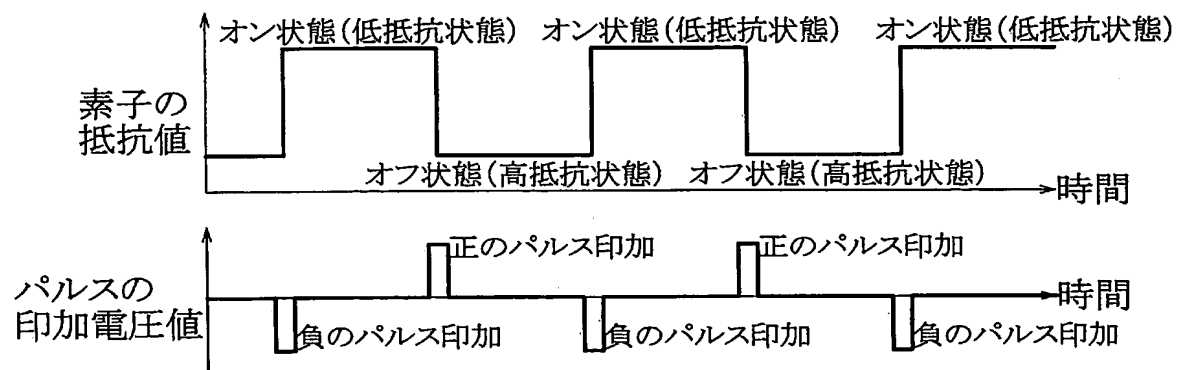 オン状態(低抵抗状態) オン状態(低抵抗状態) オン状態(低抵抗状態)
素子の
抵抗値
オフ状態(高抵抗状態) オフ状態(高抵抗状態)
時間
正のパルス印加 正のパルス印加
パルスの
印加電圧値
時間
負のパルス印加 負のパルス印加 負のパルス印加